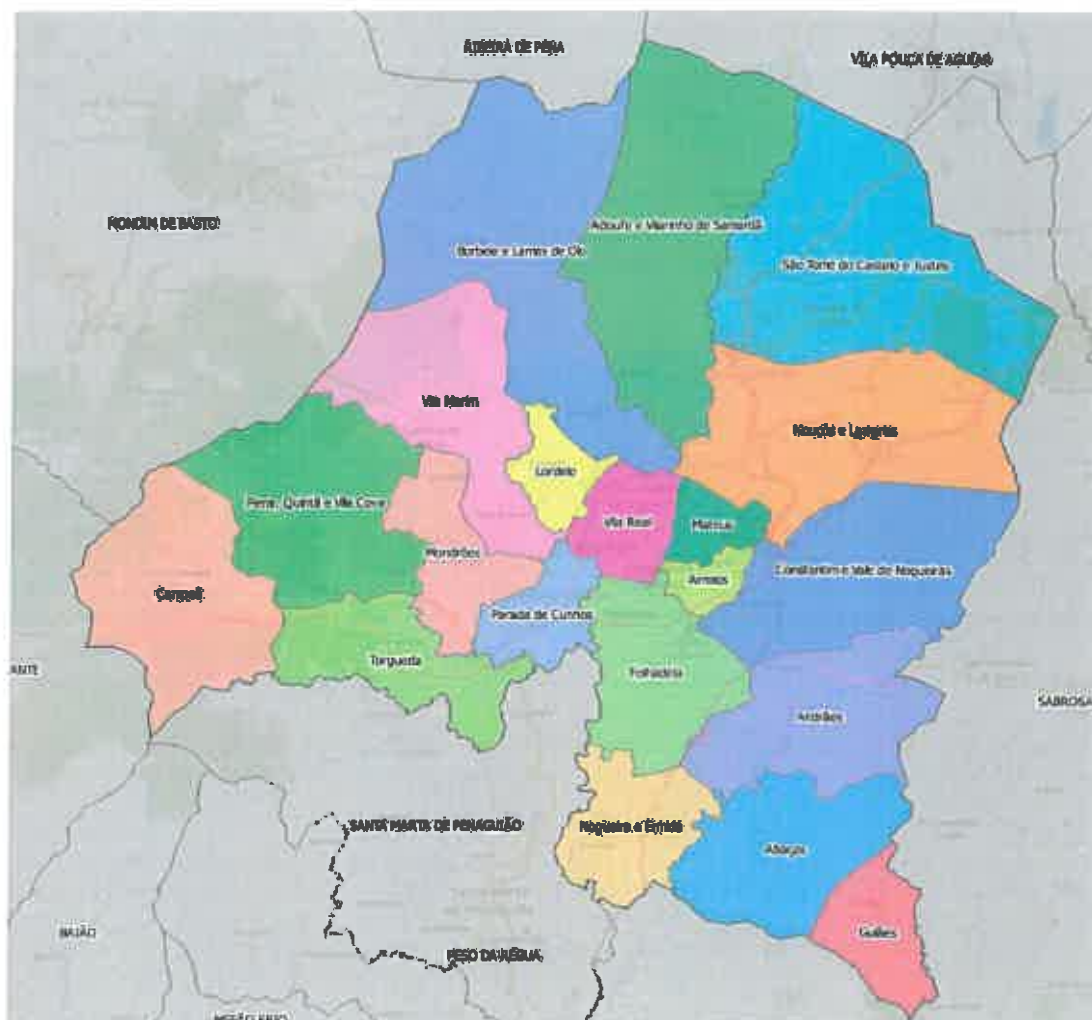 RIBEIRA DE PENA
VILA POUCA DE AGUIAR
MONDIM DE BASTO
Adoufe e Vilarinho de Samardã
Borbela e Lamas de Olo
São Tomé do Castelo e Justes
Vila Marim
Mouçós e Lamares
Lordelo
Pena, Quintã e Vila Cova
Vila Real
Mateus
Mondrões
Constantim e Vale de Nogueiras
Arroios
Campeã
Parada de Cunhos
Torgueda
Folhadela
ANTE
SABROSA
Andrães
SANTA MARTA DE PENAGUIÃO
Nogueira e Ermida
Abaças
BAIÃO
Guiães
PESO DA RÉGUA
MESÃO FRIO